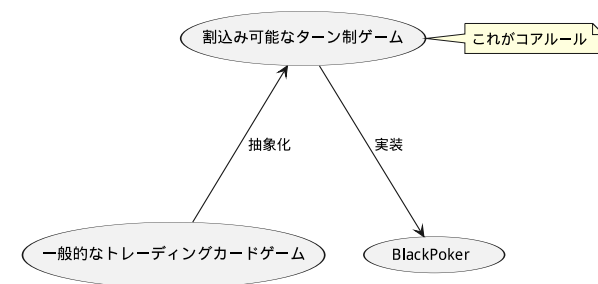 割込み可能なターン制ゲーム
これがコアルール
抽象化
実装
一般的なトレーディングカードゲーム
BlackPoker